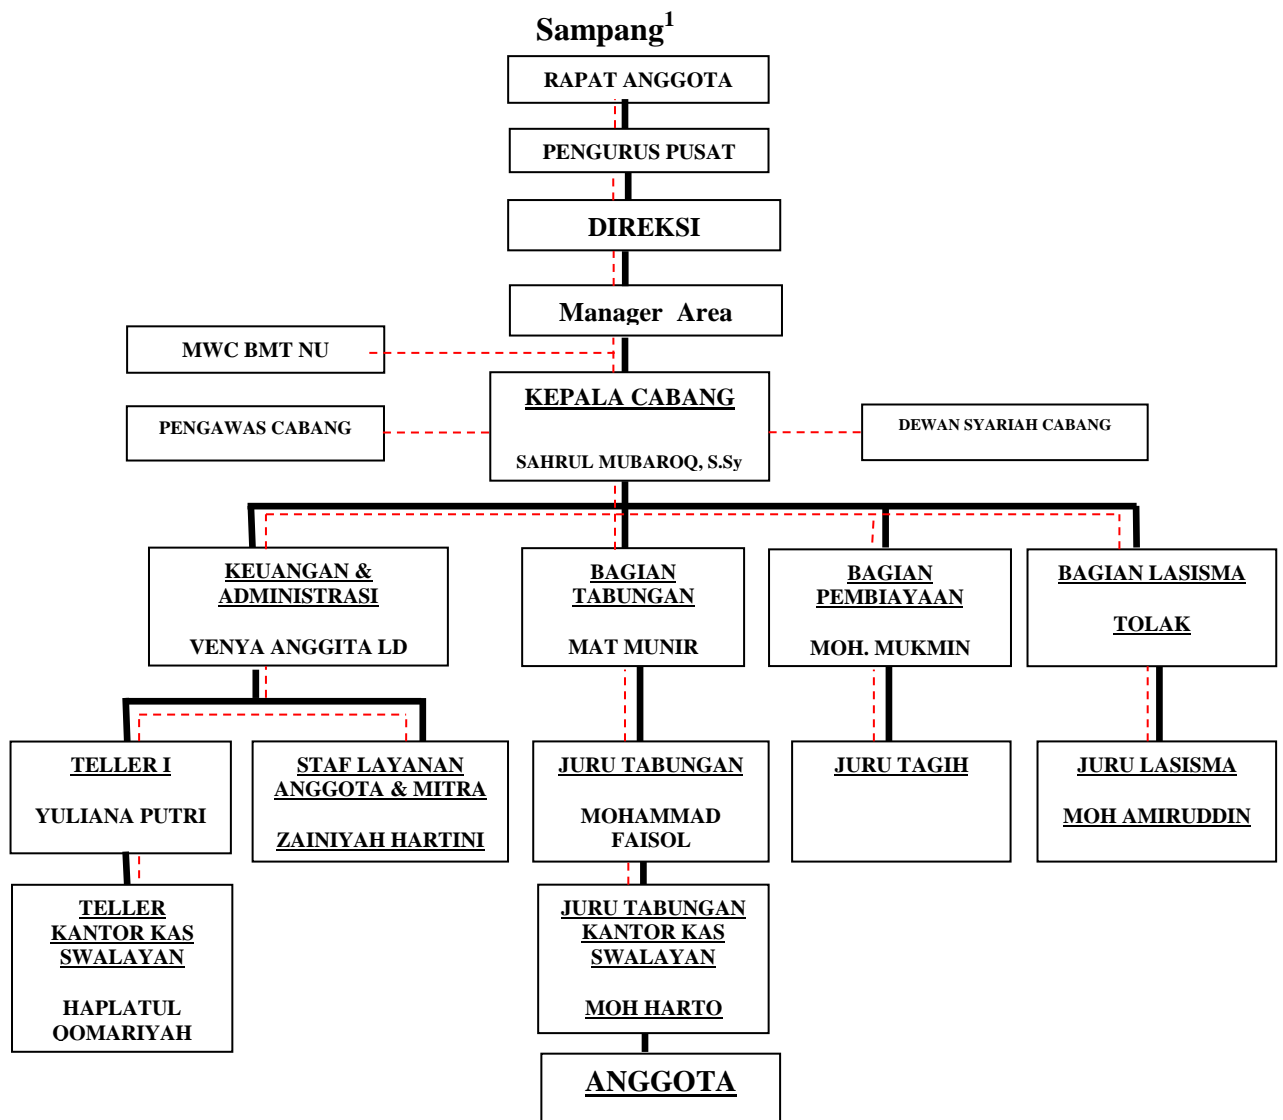 Sampang¹
RAPAT ANGGOTA
PENGURUS PUSAT
DIREKSI
Manager Area
MWC BMT NU
KEPALA CABANG
SAHRUL MUBAROQ, S.Sy
PENGAWAS CABANG
DEWAN SYARIAH CABANG
KEUANGAN &
ADMINISTRASI
VENYA ANGGITA LD
BAGIAN
TABUNGAN
MAT MUNIR
BAGIAN
PEMBIAYAAN
MOH. MUKMIN
BAGIAN LASISMA
TOLAK
TELLER I
YULIANA PUTRI
STAF LAYANAN
ANGGOTA & MITRA
ZAINIYAH HARTINI
JURU TABUNGAN
MOHAMMAD
FAISOL
JURU TAGIH
JURU LASISMA
MOH AMIRUDDIN
TELLER
KANTOR KAS
SWALAYAN
HAPLATUL
QOMARIYAH
JURU TABUNGAN
KANTOR KAS
SWALAYAN
MOH HARTO
ANGGOTA